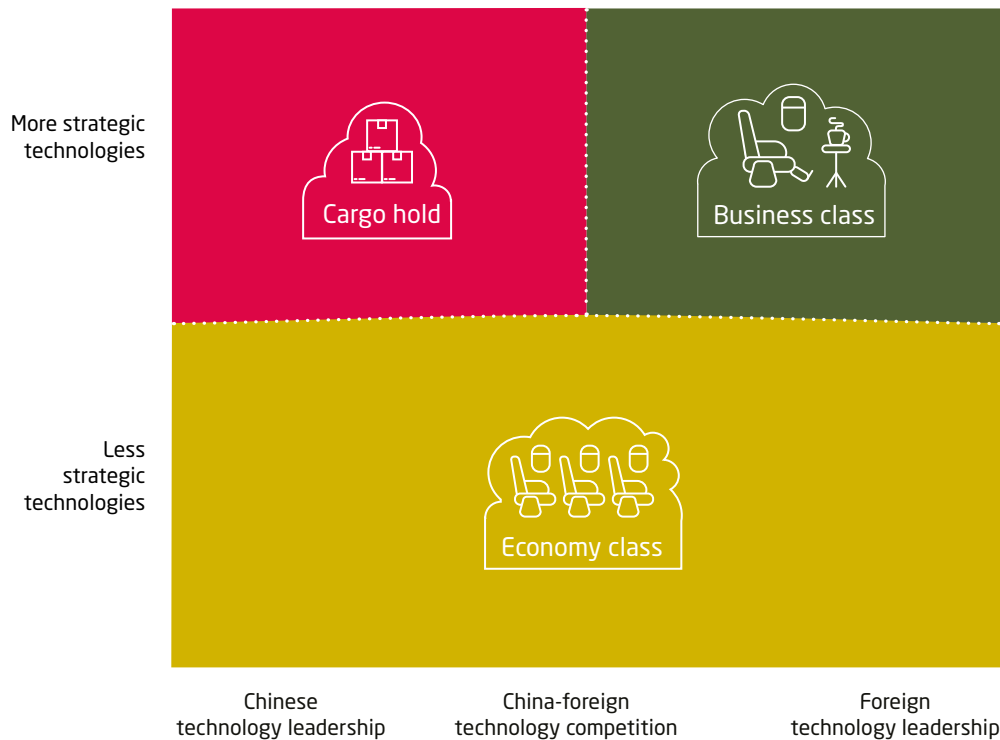 More strategic
technologies
Cargo hold
Business class
Less
strategic
technologies
Economy class
Chinese
technology leadership
China-foreign
technology competition
Foreign
technology leadership